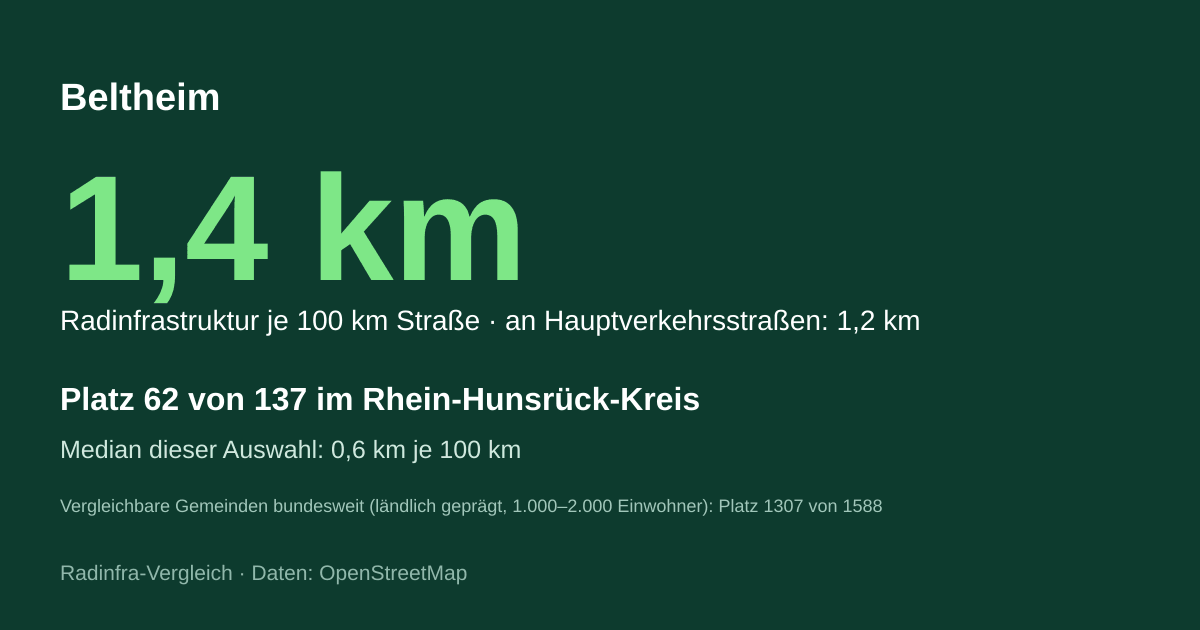 Beltheim
1,4 km
Radinfrastruktur je 100 km Straße · an Hauptverkehrsstraßen: 1,2 km
Platz 62 von 137 im Rhein-Hunsrück-Kreis
Median dieser Auswahl: 0,6 km je 100 km
Vergleichbare Gemeinden bundesweit (ländlich geprägt, 1.000–2.000 Einwohner): Platz 1307 von 1588
Radinfra-Vergleich · Daten: OpenStreetMap